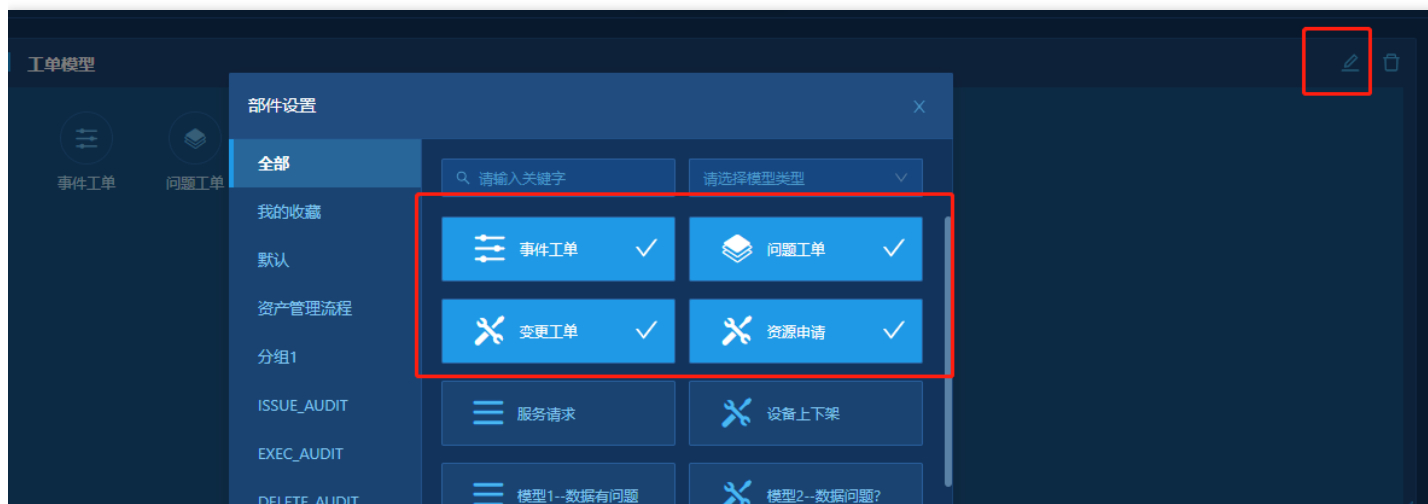 工单模型
事件工单 问题工单
部件设置
全部
我的收藏
默认
资产管理流程
分组1
ISSUE_AUDIT
EXEC_AUDIT
DELETE_AUDIT
请输入关键字 请选择模型类型
事件工单 问题工单
变更工单 资源申请
服务请求 设备上下架
模型1--数据有问题 模型2--数据问题?